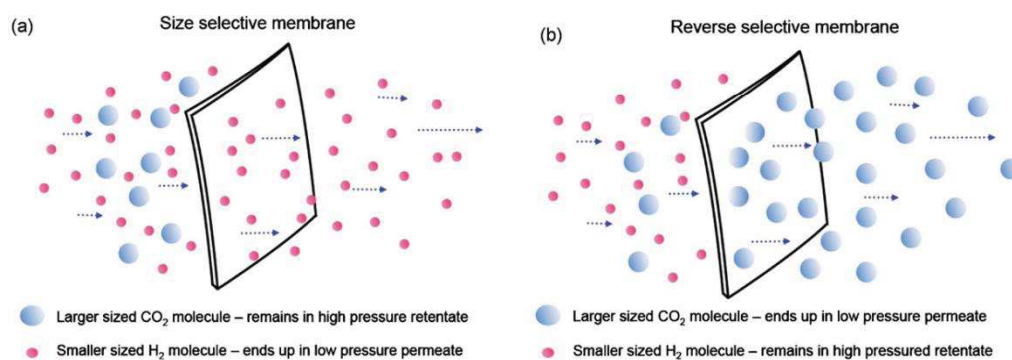 (a)
Size selective membrane
Larger sized CO₂ molecule – remains in high pressure retentate
Smaller sized H₂ molecule – ends up in low pressure permeate
(b)
Reverse selective membrane
Larger sized CO₂ molecule – ends up in low pressure permeate
Smaller sized H₂ molecule – remains in high pressured retentate